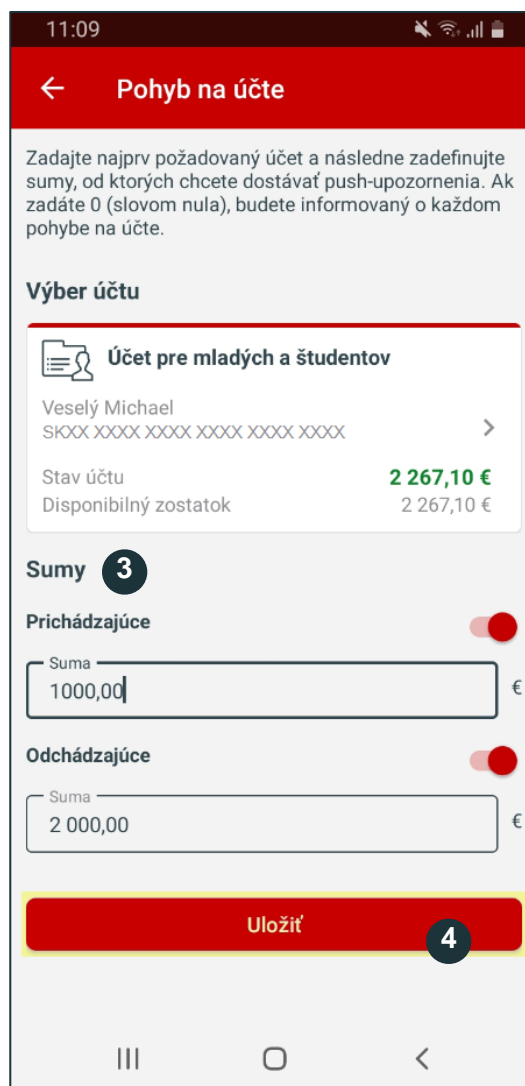 11:09
Pohyb na účte
Zadajte najprv požadovaný účet a následne zadefinujte
sumy, od ktorých chcete dostávať push-upozornenia. Ak
zadáte 0 (slovom nula), budete informovaný o každom
pohybe na účte.
Výber účtu
Účet pre mladých a študentov
Veselý Michael
SKXX XXXX XXXX XXXX XXXX XXXX
Stav účtu 2 267,10 €
Disponibilný zostatok 2 267,10 €
Sumy 3
Prichádzajúce
Suma
1000,00 €
Odchádzajúce
Suma
2 000,00 €
Uložiť 4